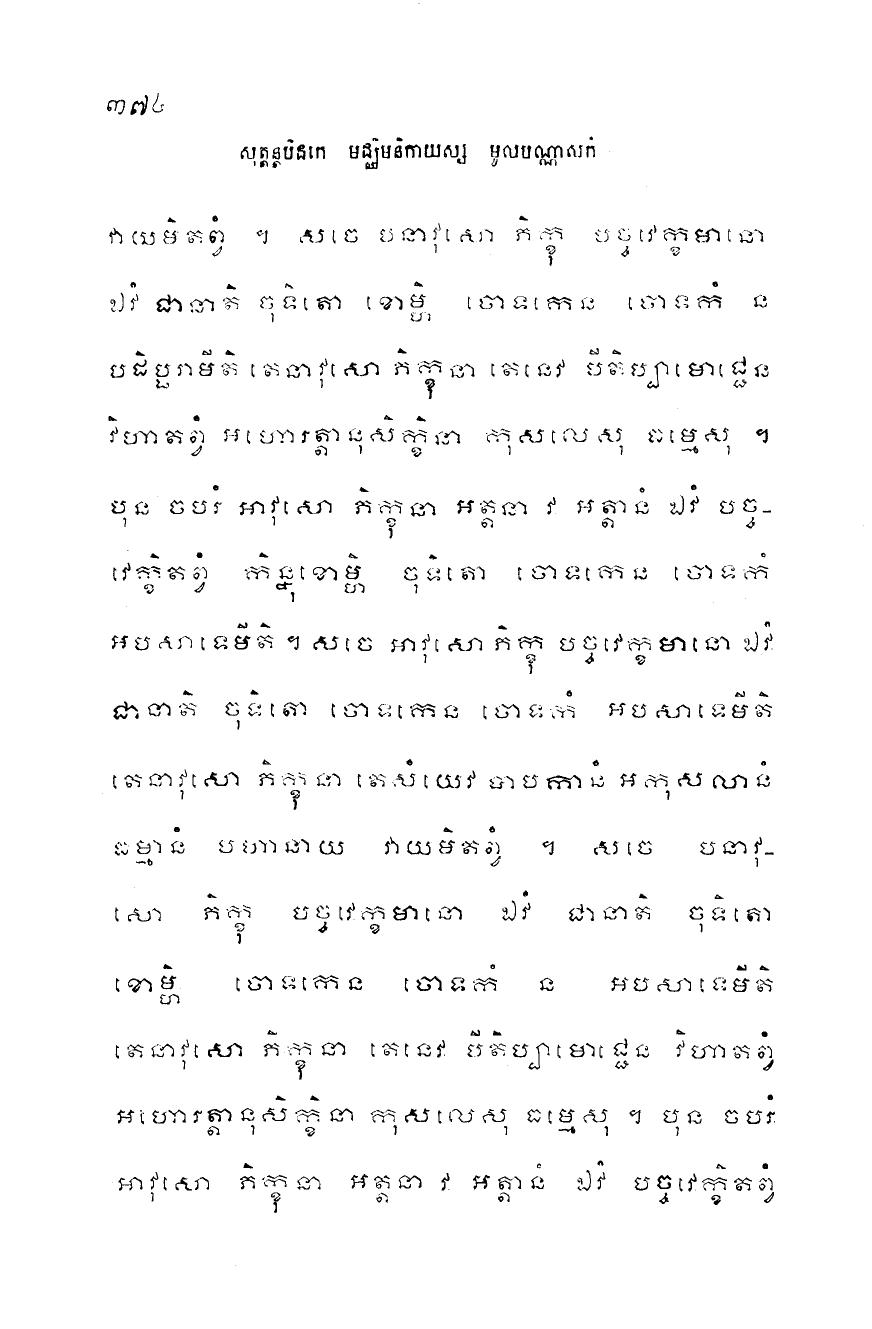 ៣៧៤
សុត្តន្តបិដកេ មជ្ឈិមនិកាយស្ស មូលបណ្ណាសកំ
វាយមិតព្វំ ។ សចេ បនាវុសោ ភិក្ខុ បច្ចវេក្ខមានោ
ឯវំ ជានាតិ ចុទិតោ ខោម្ហិ ចោទកេន ចោទកំ ន
បដិប្ផរាមីតិ តេនាវុសោ ភិក្ខុនា តេនេវ បីតិប្បាមោជ្ជេន
វិហាតព្វំ អហោរត្តានុសិក្ខិនា កុសលេសុ ធម្មេសុ ។
បុន ចបរំ អាវុសោ ភិក្ខុនា អត្តនា វ អត្តានំ ឯវំ បច្ច-
វេក្ខិតព្វំ កិន្នុខោម្ហិ ចុទិតោ ចោទកេន ចោទកំ
អបសាទេមីតិ ។ សចេ អាវុសោ ភិក្ខុ បច្ចវេក្ខមានោ ឯវំ
ជានាតិ ចុទិតោ ចោទកេន ចោទកំ អបសាទេមីតិ
តេនាវុសោ ភិក្ខុនា តេសំយេវ បាបកានំ អកុសលានំ
ធម្មានំ បហានាយ វាយមិតព្វំ ។ សចេ បនាវុ-
សោ ភិក្ខុ បច្ចវេក្ខមានោ ឯវំ ជានាតិ ចុទិតោ
ខោម្ហិ ចោទកេន ចោទកំ ន អបសាទេមីតិ
តេនាវុសោ ភិក្ខុនា តេនេវ បីតិប្បាមោជ្ជេន វិហាតព្វំ
អហោរត្តានុសិក្ខិនា កុសលេសុ ធម្មេសុ ។ បុន ចបរំ
អាវុសោ ភិក្ខុនា អត្តនា វ អត្តានំ ឯវំ បច្ចវេក្ខិតព្វំ